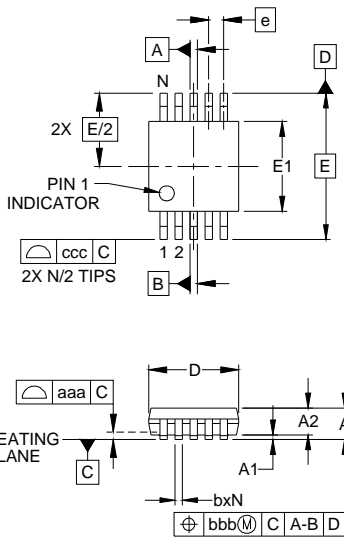 A
e
D
N
2X E/2
E1
E
PIN 1
INDICATOR
ccc C
1 2
2X N/2 TIPS
B
D
aaa C
A2
A
EATING
LANE
C
A1
bxN
bbb Ⓜ C A-B D